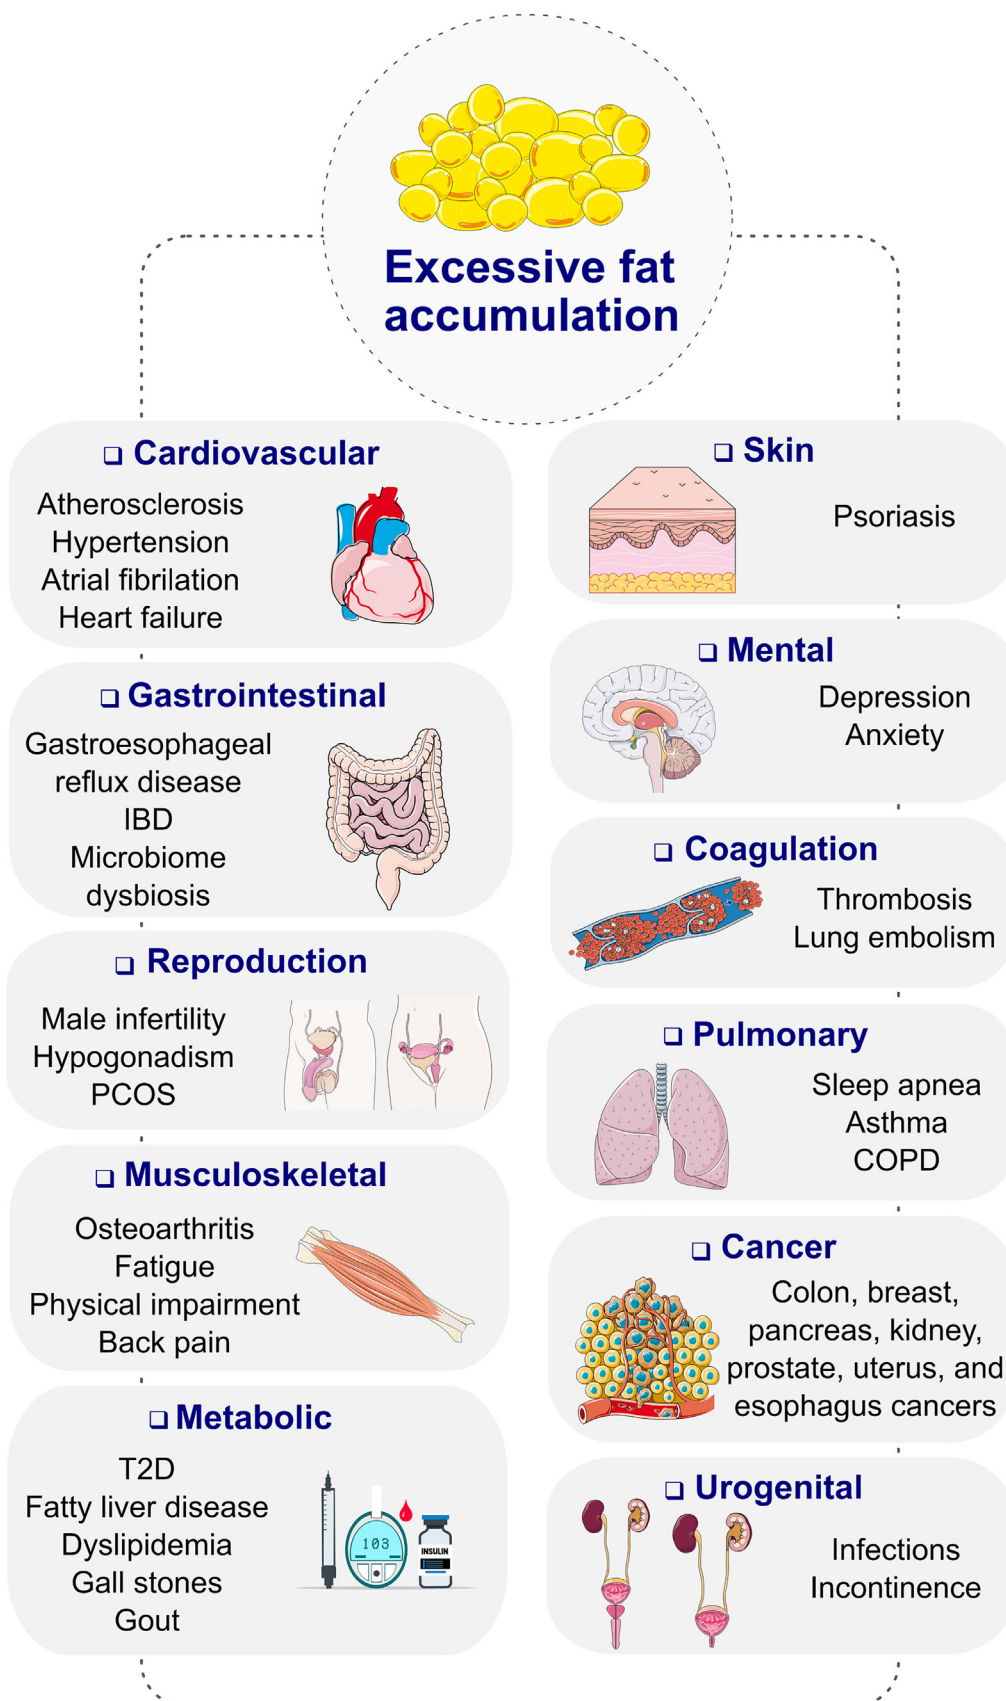 Excessive fat
accumulation
❑ Cardiovascular
Atherosclerosis
Hypertension
Atrial fibrilation
Heart failure
❑ Gastrointestinal
Gastroesophageal
reflux disease
IBD
Microbiome
dysbiosis
❑ Reproduction
Male infertility
Hypogonadism
PCOS
❑ Musculoskeletal
Osteoarthritis
Fatigue
Physical impairment
Back pain
❑ Metabolic
T2D
Fatty liver disease
Dyslipidemia
Gall stones
Gout
103
INSULIN
❑ Skin
Psoriasis
❑ Mental
Depression
Anxiety
❑ Coagulation
Thrombosis
Lung embolism
❑ Pulmonary
Sleep apnea
Asthma
COPD
❑ Cancer
Colon, breast,
pancreas, kidney,
prostate, uterus, and
esophagus cancers
❑ Urogenital
Infections
Incontinence